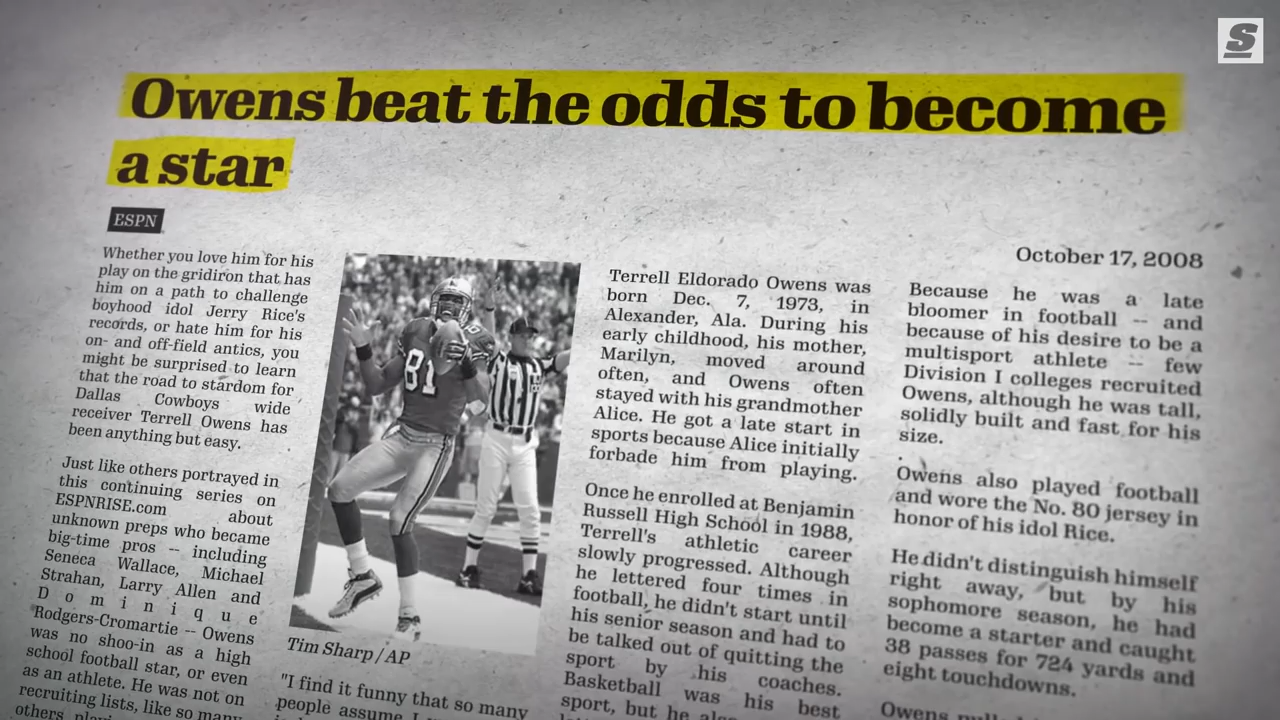 S
Owens beat the odds to become
a star
ESPN
October 17, 2008
Whether you love him for his
play on the gridiron that has
him on a path to challenge
boyhood idol Jerry Rice's
records, or hate him for his
on- and off-field antics, you
might be surprised to learn
that the road to stardom for
Dallas Cowboys wide
receiver Terrell Owens has
been anything but easy.
Just like others portrayed in
this continuing series on
ESPNRISE.com about
unknown preps who became
big-time pros -- including
Seneca Wallace, Michael
Strahan, Larry Allen and
Dominique
Rodgers-Cromartie -- Owens
was no shoo-in as a high
school football star, or even
as an athlete. He was not on
recruiting lists, like so many
others
81
Tim Sharp / AP
"I find it funny that so many
people assume I
Terrell Eldorado Owens was
born Dec. 7, 1973, in
Alexander, Ala. During his
early childhood, his mother,
Marilyn, moved around
often, and Owens often
stayed with his grandmother
Alice. He got a late start in
sports because Alice initially
forbade him from playing.
Once he enrolled at Benjamin
Russell High School in 1988,
Terrell's athletic career
slowly progressed. Although
he lettered four times in
football, he didn't start until
his senior season and had to
be talked out of quitting the
sport by his coaches.
Basketball was his best
sport, but he also
Because he was a late
bloomer in football -- and
because of his desire to be a
multisport athlete -- few
Division I colleges recruited
Owens, although he was tall,
solidly built and fast for his
size.
.
Owens also played football
and wore the No. 80 jersey in
honor of his idol Rice.
He didn't distinguish himself
right away, but by his
sophomore season, he had
become a starter and caught
38 passes for 724 yards and
eight touchdowns.
Owens